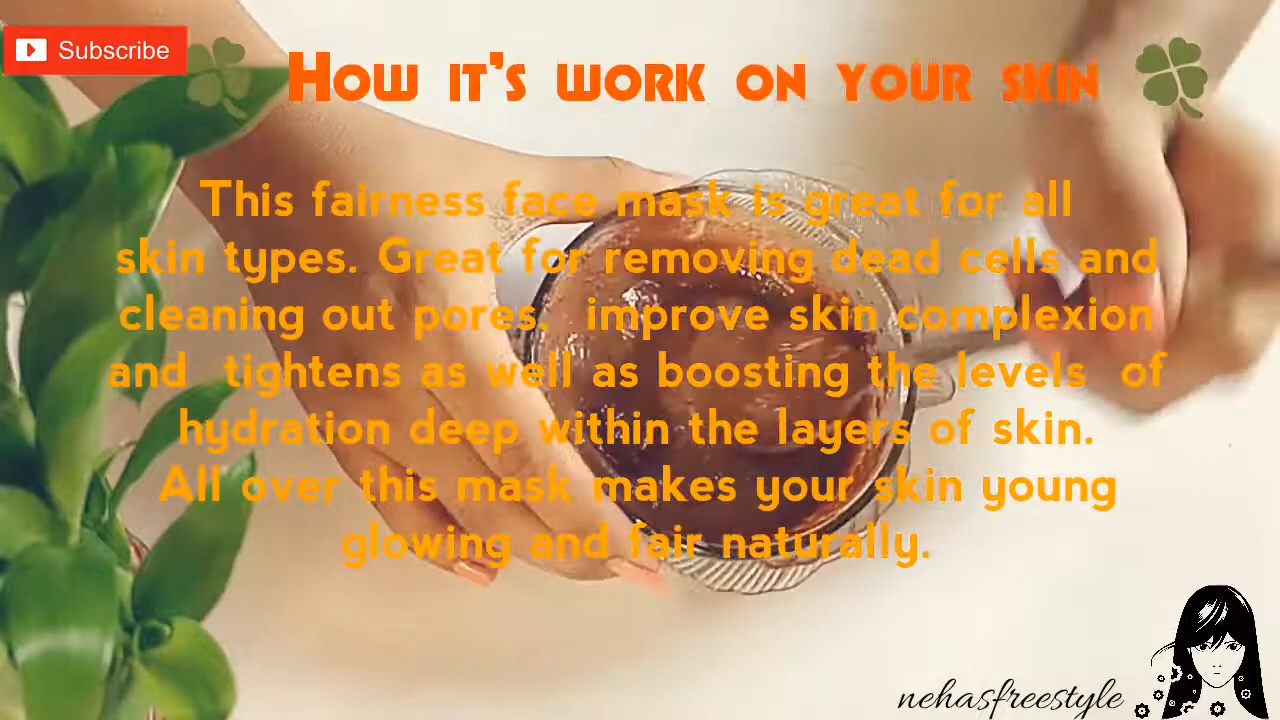 Subscribe
How it's work on your skin
This fairness face mask is great for all
skin types. Great for removing dead cells and
cleaning out pores. improve skin complexion
and tightens as well as boosting the levels of
hydration deep within the layers of skin.
All over this mask makes your skin young
glowing and fair naturally.
nehasfreestyle